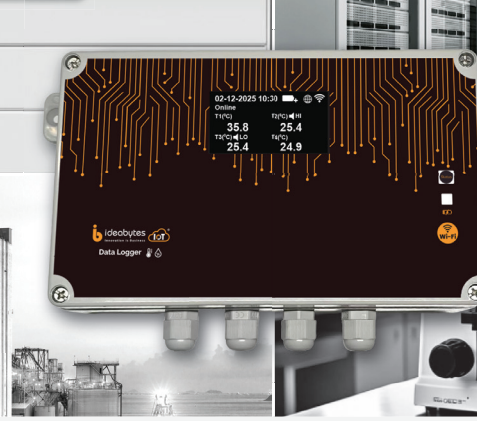 02-12-2025 10:30
Online
T1(°C) T2(°C) HI
35.8 25.4
T3(°C) LO T4(°C)
25.4 24.9
ideabytes IOT
Innovation is Business
Data Logger
Wi-Fi